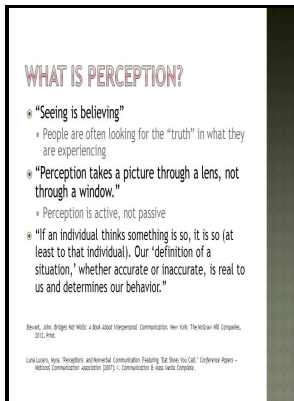 WHAT IS PERCEPTION?
“Seeing is believing”
People are often looking for the “truth” in what they
are experiencing
“Perception takes a picture through a lens, not
through a window.”
Perception is active, not passive
“If an individual thinks something is so, it is so (at
least to that individual). Our ‘definition of a
situation,’ whether accurate or inaccurate, is real to
us and determines our behavior.”
Stewart, John. Bridges Not Walls: A Book About Interpersonal Communication. New York: The McGraw Hill Companies,
2012. Print.
Luna Lucero, Myra. "Perceptions and Nonverbal Communication Featuring 'Eat Shoes You Call.' Conference Papers --
National Communication Association (2007): 1. Communication & Mass Media Complete.